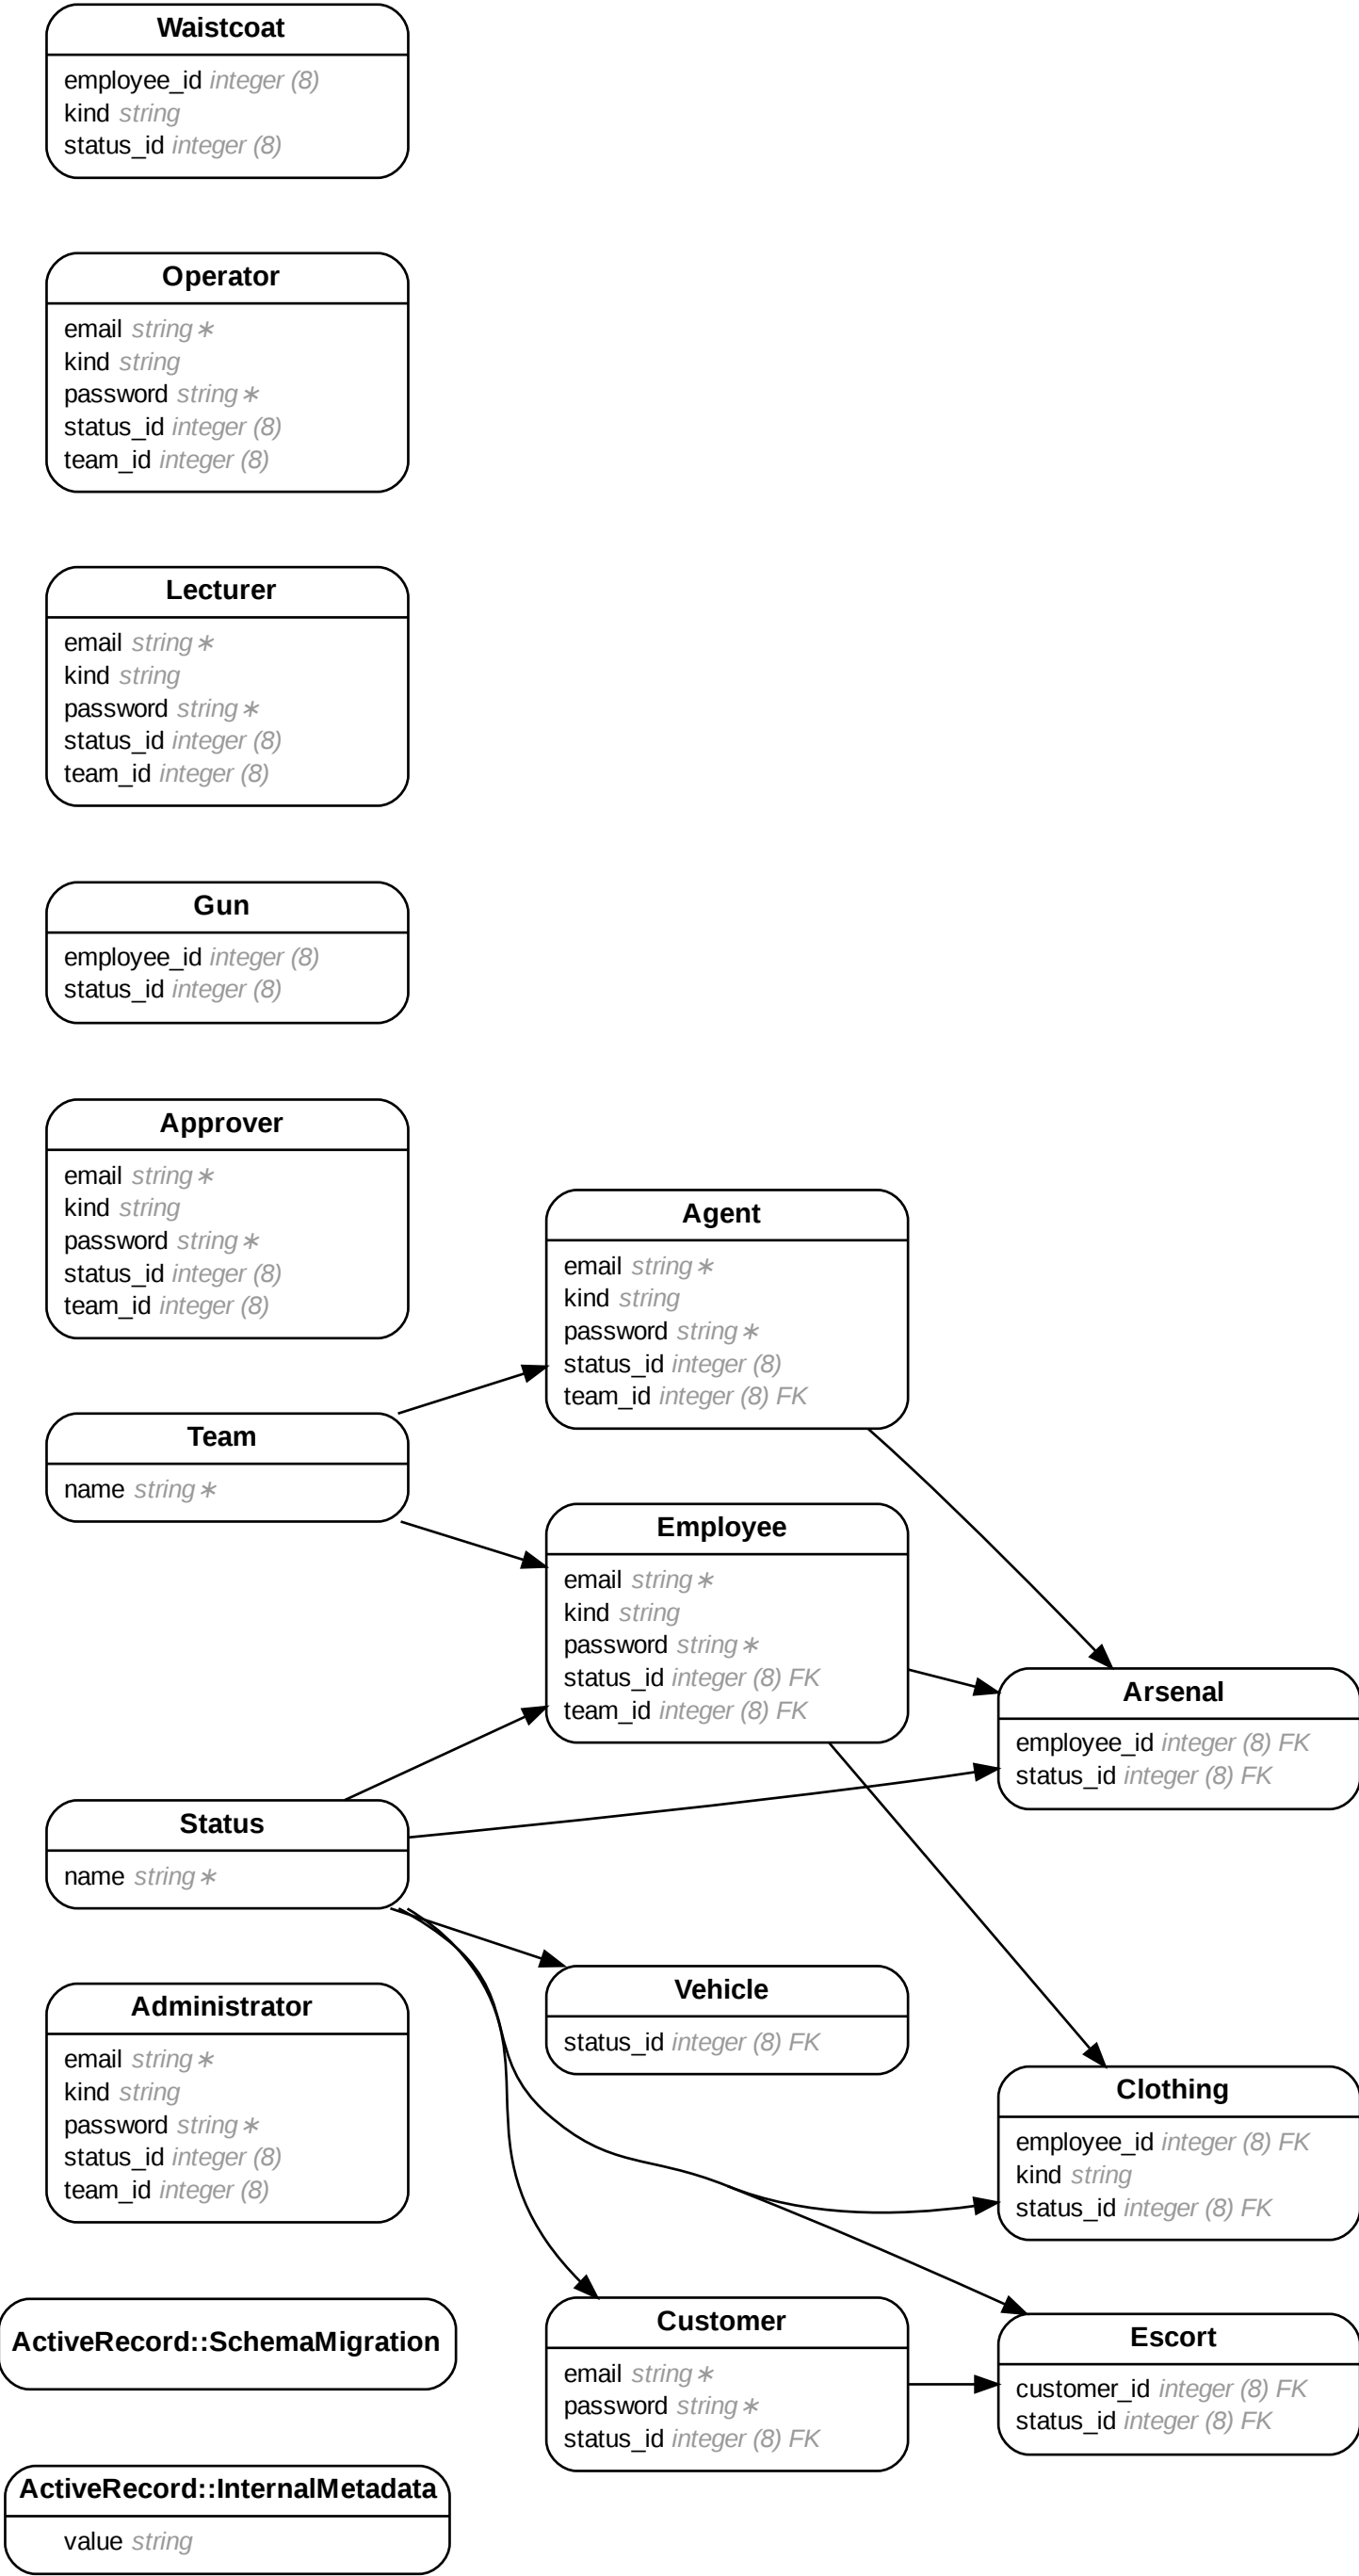 Waistcoat
employee_id integer (8)
kind string
status_id integer (8)
Operator
email string ∗
kind string
password string ∗
status_id integer (8)
team_id integer (8)
Lecturer
email string ∗
kind string
password string ∗
status_id integer (8)
team_id integer (8)
Gun
employee_id integer (8)
status_id integer (8)
Approver
email string ∗
kind string
password string ∗
status_id integer (8)
team_id integer (8)
Team
name string ∗
Status
name string ∗
Administrator
email string ∗
kind string
password string ∗
status_id integer (8)
team_id integer (8)
ActiveRecord::SchemaMigration
ActiveRecord::InternalMetadata
value string
Agent
email string ∗
kind string
password string ∗
status_id integer (8)
team_id integer (8) FK
Employee
email string ∗
kind string
password string ∗
status_id integer (8) FK
team_id integer (8) FK
Vehicle
status_id integer (8) FK
Customer
email string ∗
password string ∗
status_id integer (8) FK
Arsenal
employee_id integer (8) FK
status_id integer (8) FK
Clothing
employee_id integer (8) FK
kind string
status_id integer (8) FK
Escort
customer_id integer (8) FK
status_id integer (8) FK